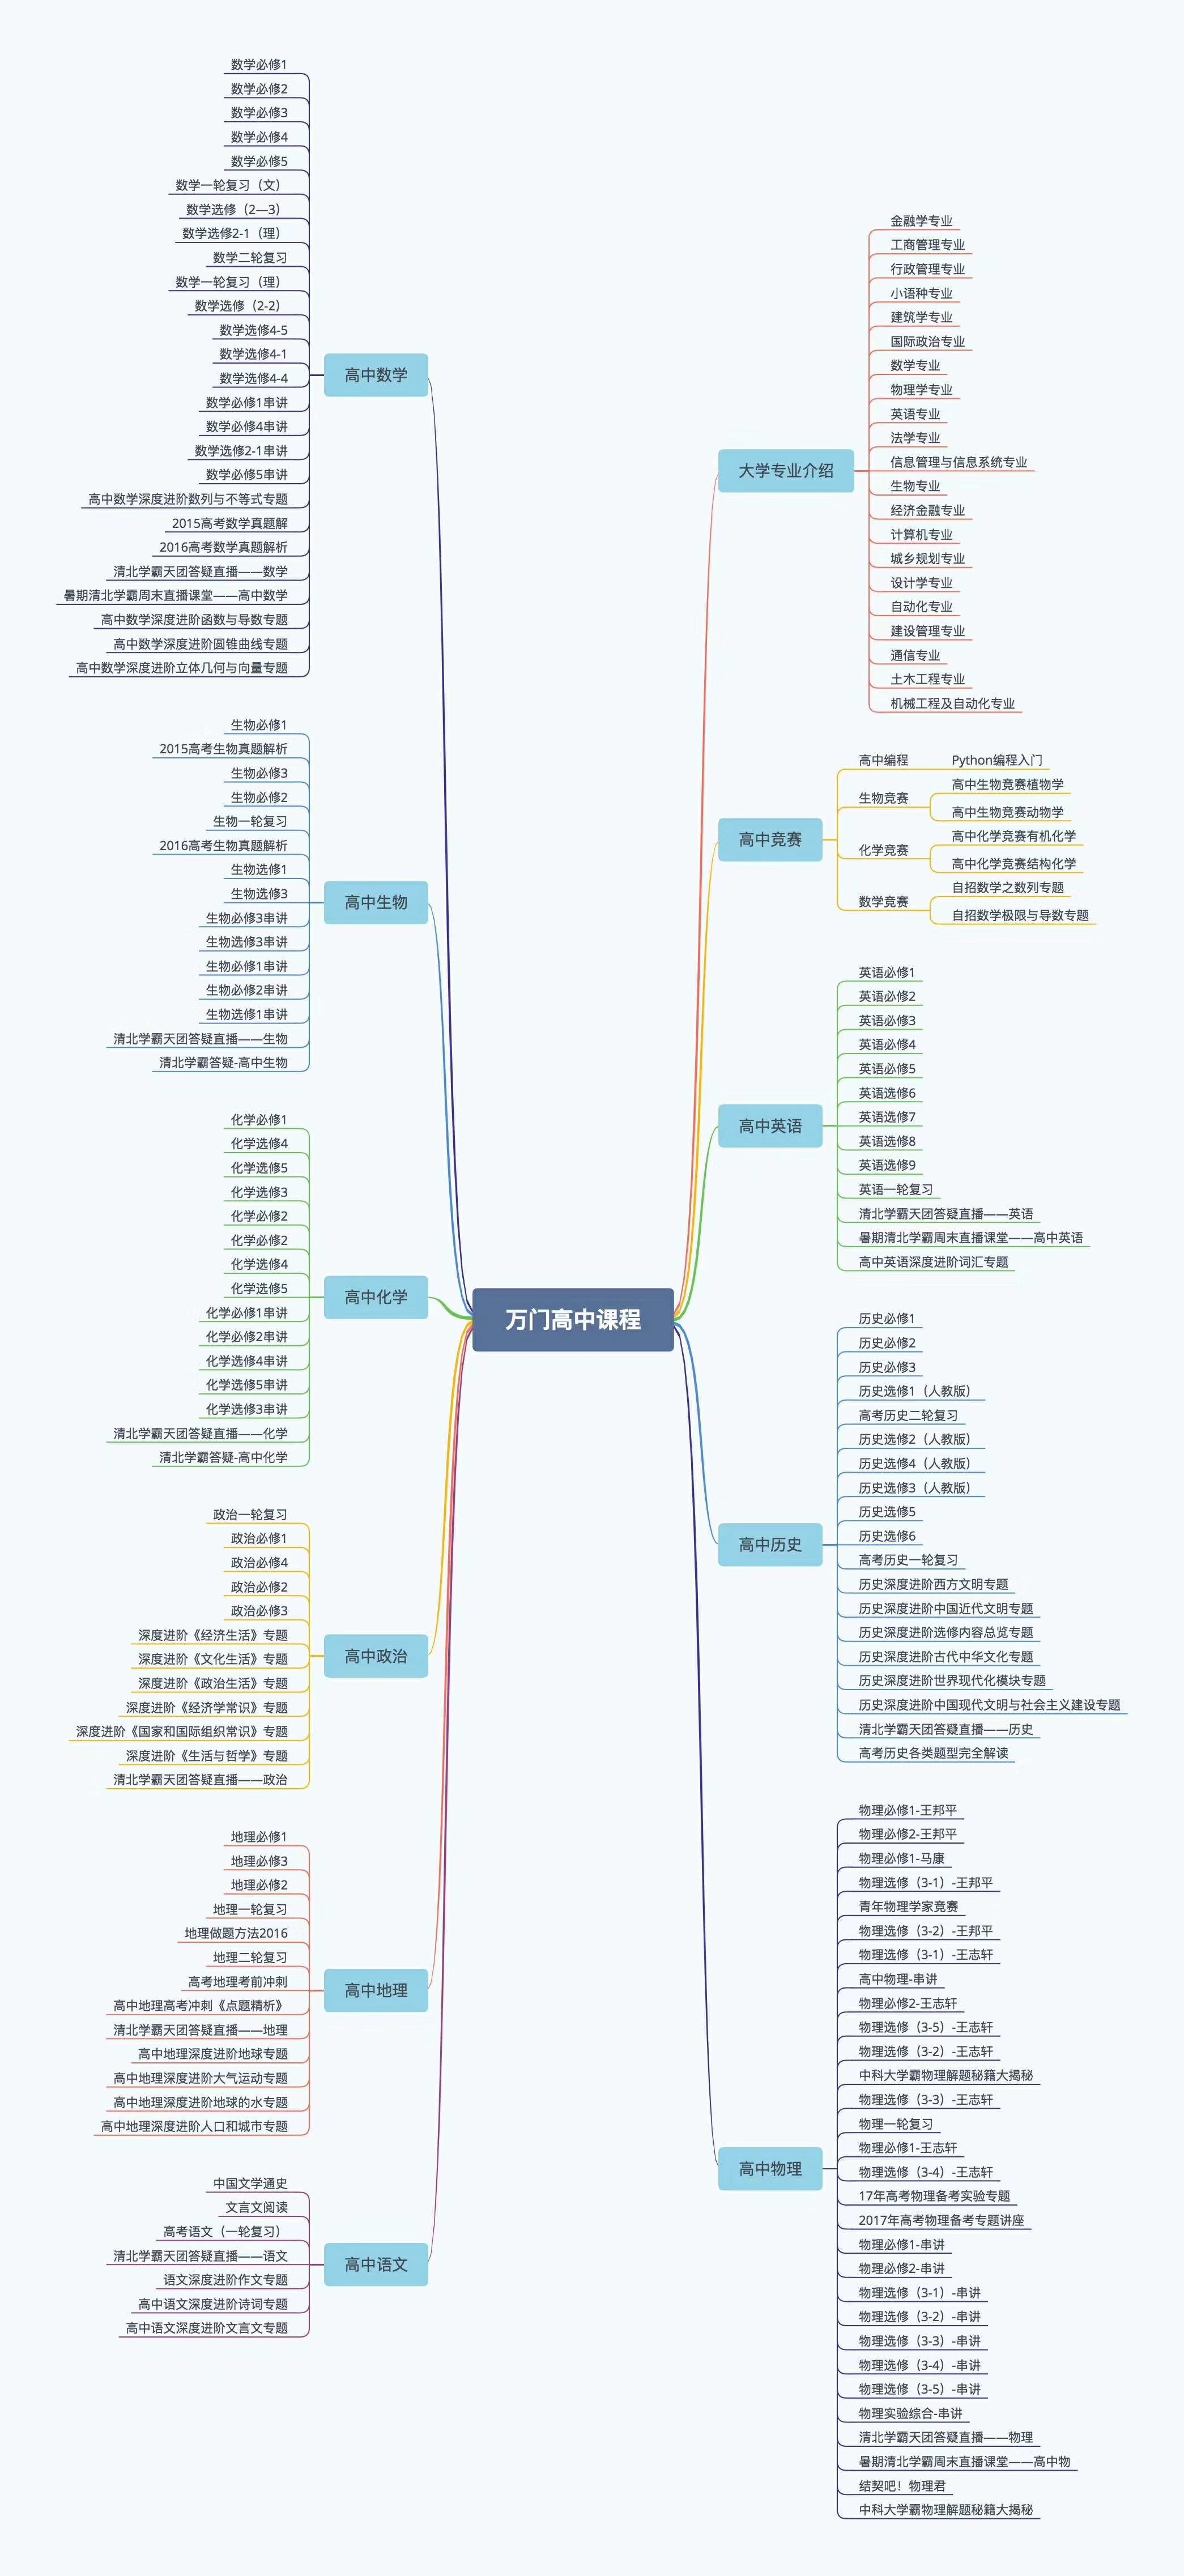 万门高中课程
高中数学
数学必修1
数学必修2
数学必修3
数学必修4
数学必修5
数学一轮复习（文）
数学选修（2—3）
数学选修2-1（理）
数学二轮复习
数学一轮复习（理）
数学选修（2-2）
数学选修4-5
数学选修4-1
数学选修4-4
数学必修1串讲
数学必修4串讲
数学选修2-1串讲
数学必修5串讲
高中数学深度进阶数列与不等式专题
2015高考数学真题解
2016高考数学真题解析
清北学霸天团答疑直播——数学
暑期清北学霸周末直播课堂——高中数学
高中数学深度进阶函数与导数专题
高中数学深度进阶圆锥曲线专题
高中数学深度进阶立体几何与向量专题
高中生物
生物必修1
2015高考生物真题解析
生物必修3
生物必修2
生物一轮复习
2016高考生物真题解析
生物选修1
生物选修3
生物必修3串讲
生物选修3串讲
生物必修1串讲
生物必修2串讲
生物选修1串讲
清北学霸天团答疑直播——生物
清北学霸答疑-高中生物
高中化学
化学必修1
化学选修4
化学选修5
化学选修3
化学必修2
化学必修2
化学选修4
化学选修5
化学必修1串讲
化学必修2串讲
化学选修4串讲
化学选修5串讲
化学选修3串讲
清北学霸天团答疑直播——化学
清北学霸答疑-高中化学
高中政治
政治一轮复习
政治必修1
政治必修4
政治必修2
政治必修3
深度进阶《经济生活》专题
深度进阶《文化生活》专题
深度进阶《政治生活》专题
深度进阶《经济学常识》专题
深度进阶《国家和国际组织常识》专题
深度进阶《生活与哲学》专题
清北学霸天团答疑直播——政治
高中地理
地理必修1
地理必修3
地理必修2
地理一轮复习
地理做题方法2016
地理二轮复习
高考地理考前冲刺
高中地理高考冲刺《点题精析》
清北学霸天团答疑直播——地理
高中地理深度进阶地球专题
高中地理深度进阶大气运动专题
高中地理深度进阶地球的水专题
高中地理深度进阶人口和城市专题
高中语文
中国文学通史
文言文阅读
高考语文（一轮复习）
清北学霸天团答疑直播——语文
语文深度进阶作文专题
高中语文深度进阶诗词专题
高中语文深度进阶文言文专题
大学专业介绍
金融学专业
工商管理专业
行政管理专业
小语种专业
建筑学专业
国际政治专业
数学专业
物理学专业
英语专业
法学专业
信息管理与信息系统专业
生物专业
经济金融专业
计算机专业
城乡规划专业
设计学专业
自动化专业
建设管理专业
通信专业
土木工程专业
机械工程及自动化专业
高中竞赛
高中编程
Python编程入门
生物竞赛
高中生物竞赛植物学
高中生物竞赛动物学
化学竞赛
高中化学竞赛有机化学
高中化学竞赛结构化学
数学竞赛
自招数学之数列专题
自招数学极限与导数专题
高中英语
英语必修1
英语必修2
英语必修3
英语必修4
英语必修5
英语选修6
英语选修7
英语选修8
英语选修9
英语一轮复习
清北学霸天团答疑直播——英语
暑期清北学霸周末直播课堂——高中英语
高中英语深度进阶词汇专题
高中历史
历史必修1
历史必修2
历史必修3
历史选修1（人教版）
高考历史二轮复习
历史选修2（人教版）
历史选修4（人教版）
历史选修3（人教版）
历史选修5
历史选修6
高考历史一轮复习
历史深度进阶西方文明专题
历史深度进阶中国近代文明专题
历史深度进阶选修内容总览专题
历史深度进阶古代中华文化专题
历史深度进阶世界现代化模块专题
历史深度进阶中国现代文明与社会主义建设专题
清北学霸天团答疑直播——历史
高考历史各类题型完全解读
高中物理
物理必修1-王邦平
物理必修2-王邦平
物理必修1-马康
物理选修（3-1）-王邦平
青年物理学家竞赛
物理选修（3-2）-王邦平
物理选修（3-1）-王志轩
高中物理-串讲
物理必修2-王志轩
物理选修（3-5）-王志轩
物理选修（3-2）-王志轩
中科大学霸物理解题秘籍大揭秘
物理选修（3-3）-王志轩
物理一轮复习
物理必修1-王志轩
物理选修（3-4）-王志轩
17年高考物理备考实验专题
2017年高考物理备考专题讲座
物理必修1-串讲
物理必修2-串讲
物理选修（3-1）-串讲
物理选修（3-2）-串讲
物理选修（3-3）-串讲
物理选修（3-4）-串讲
物理选修（3-5）-串讲
物理实验综合-串讲
清北学霸天团答疑直播——物理
暑期清北学霸周末直播课堂——高中物
结契吧！物理君
中科大学霸物理解题秘籍大揭秘